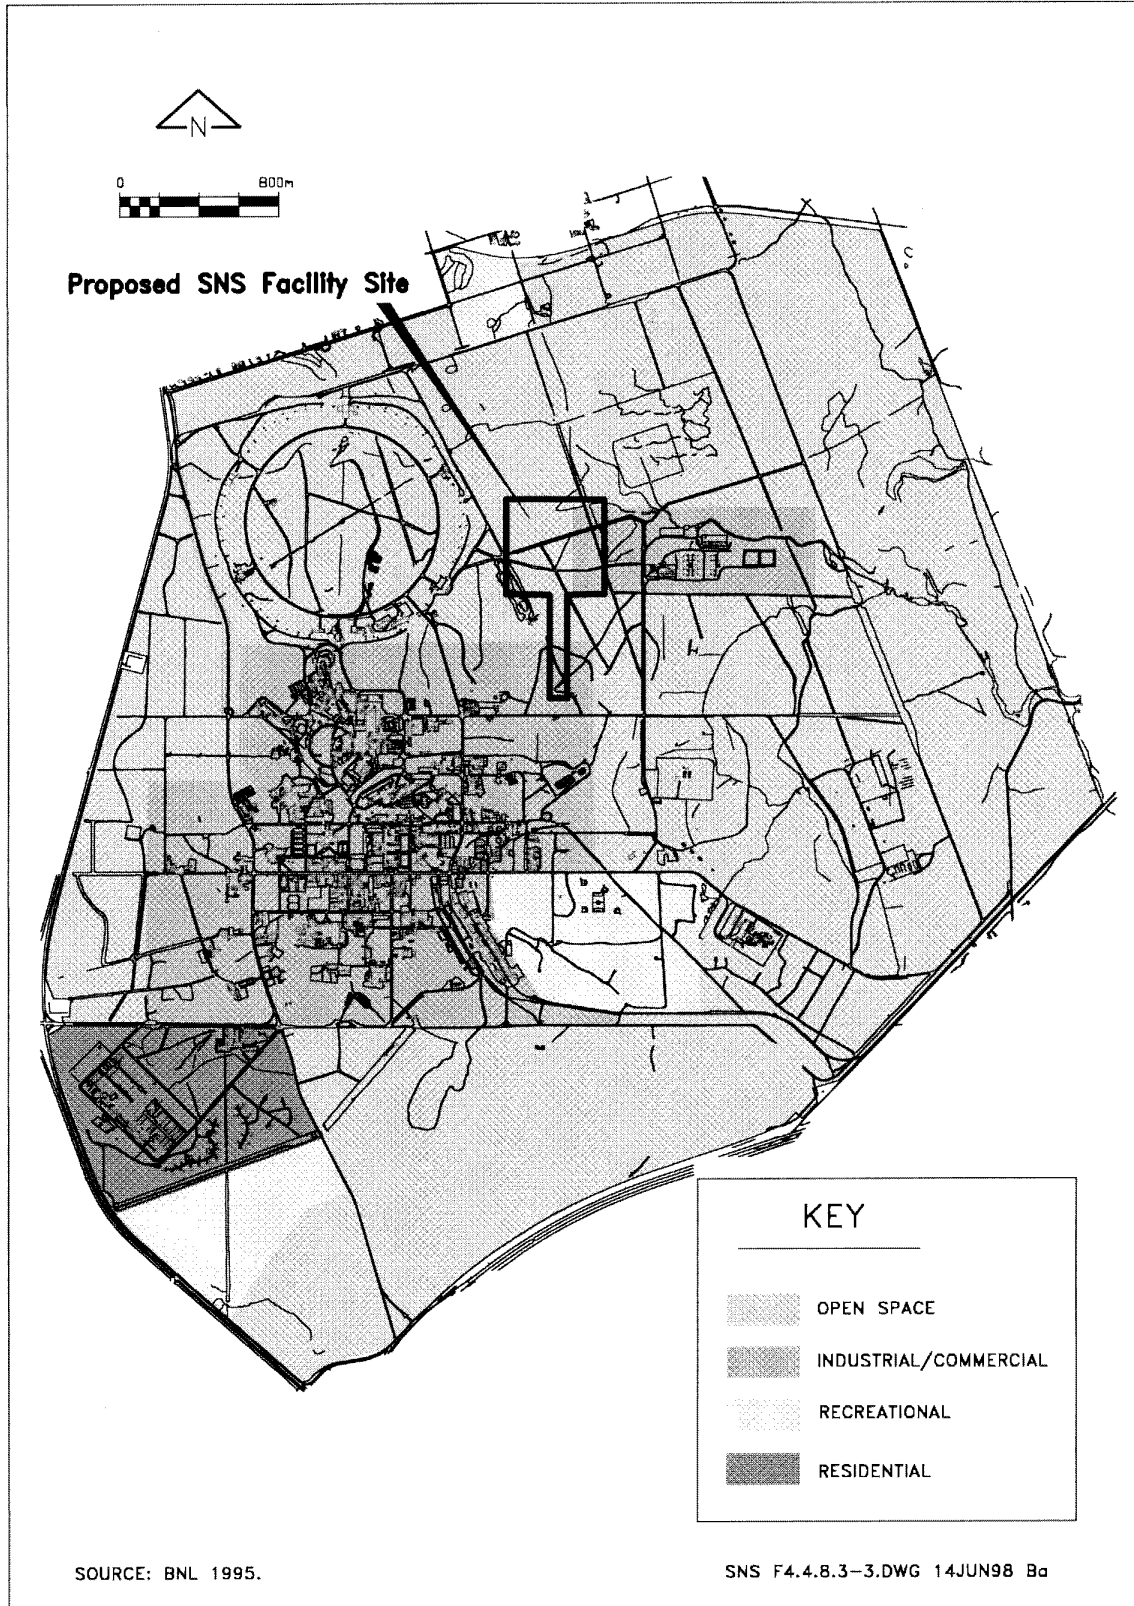 N
0 800m
Proposed SNS Facility Site
KEY
OPEN SPACE
INDUSTRIAL/COMMERCIAL
RECREATIONAL
RESIDENTIAL
SOURCE: BNL 1995.
SNS F4.4.8.3-3.DWG 14JUN98 Ba